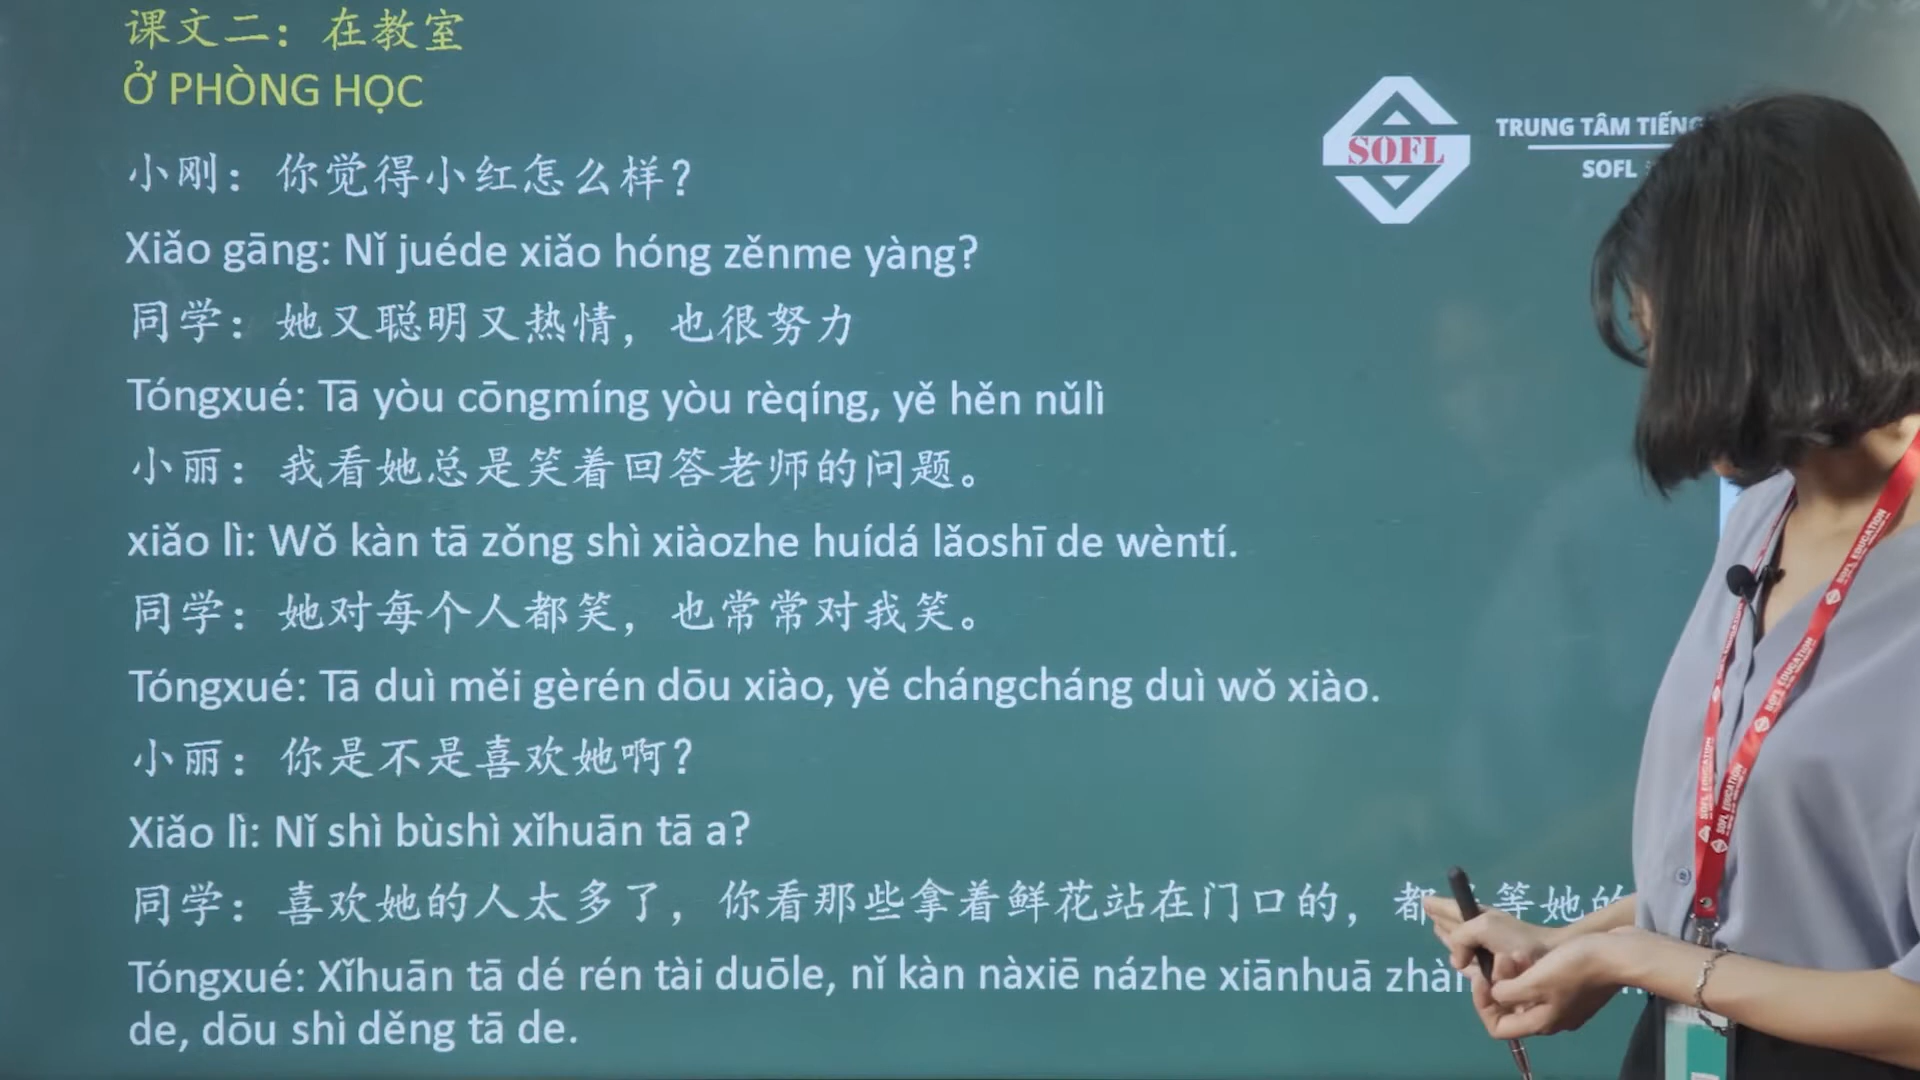 课文二：在教室
Ở PHÒNG HỌC
SOFL
TRUNG TÂM TIẾNG
SOFL
小刚：你觉得小红怎么样？
Xiǎo gāng: Nǐ juéde xiǎo hóng zěnme yàng?
同学：她又聪明又热情，也很努力
Tóngxué: Tā yòu cōngmíng yòu rèqíng, yě hěn nǔlì
小丽：我看她总是笑着回答老师的问题。
xiǎo lì: Wǒ kàn tā zǒng shì xiàozhe huídá lǎoshī de wèntí.
同学：她对每个人都笑，也常常对我笑。
Tóngxué: Tā duì měi gèrén dōu xiào, yě chángcháng duì wǒ xiào.
小丽：你是不是喜欢她啊？
Xiǎo lì: Nǐ shì bùshì xǐhuān tā a?
同学：喜欢她的人太多了，你看那些拿着鲜花站在门口的，都 等她的
Tóngxué: Xǐhuān tā dé rén tài duōle, nǐ kàn nàxiē názhe xiānhuā
de, dōu shì děng tā de.
SOFL EDUCATION
SOFL EDUCATION
SOFL EDUCATION
SOFL EDUCATION